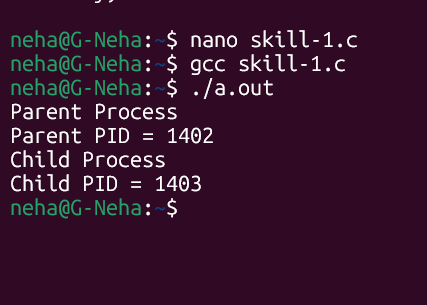 neha@G-Neha:~$ nano skill-1.c
neha@G-Neha:~$ gcc skill-1.c
neha@G-Neha:~$ ./a.out
Parent Process
Parent PID = 1402
Child Process
Child PID = 1403
neha@G-Neha:~$